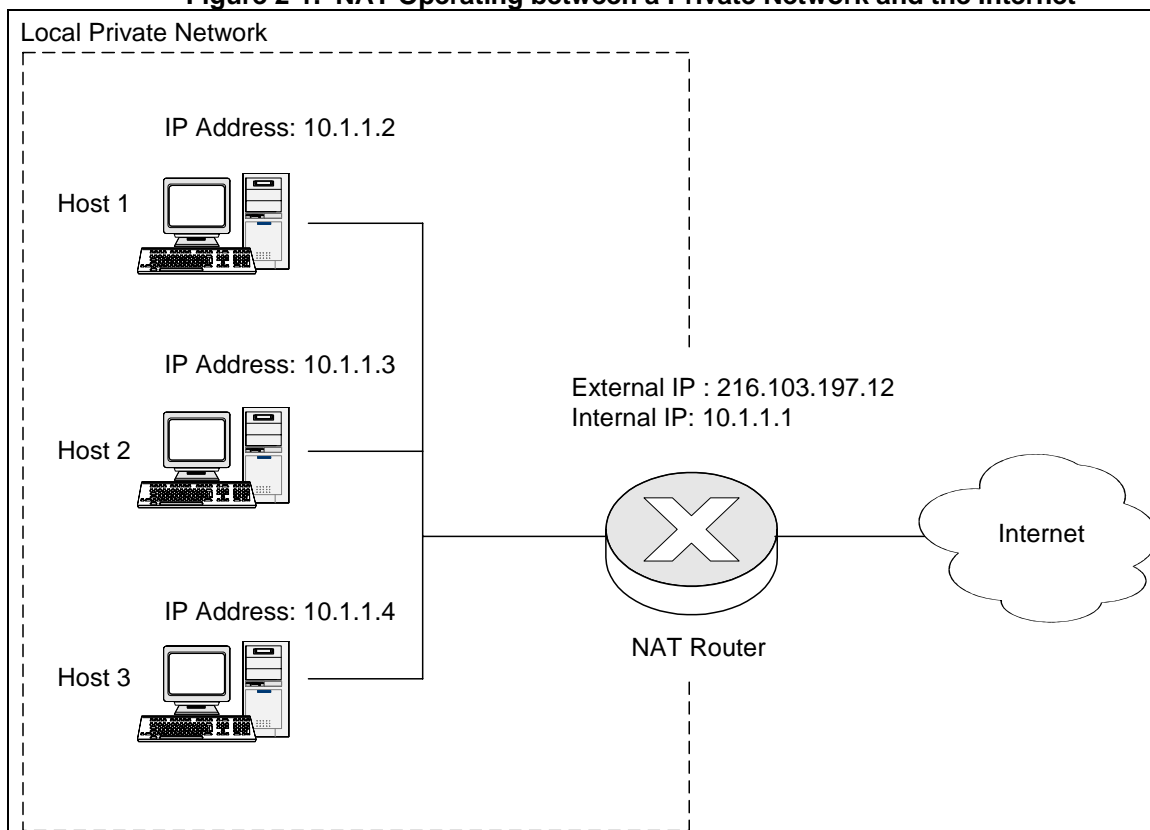 Figure 2-1. NAT Operating between a Private Network and the Internet
Local Private Network
IP Address: 10.1.1.2
Host 1
IP Address: 10.1.1.3
External IP : 216.103.197.12
Internal IP: 10.1.1.1
Host 2
Internet
IP Address: 10.1.1.4
NAT Router
Host 3